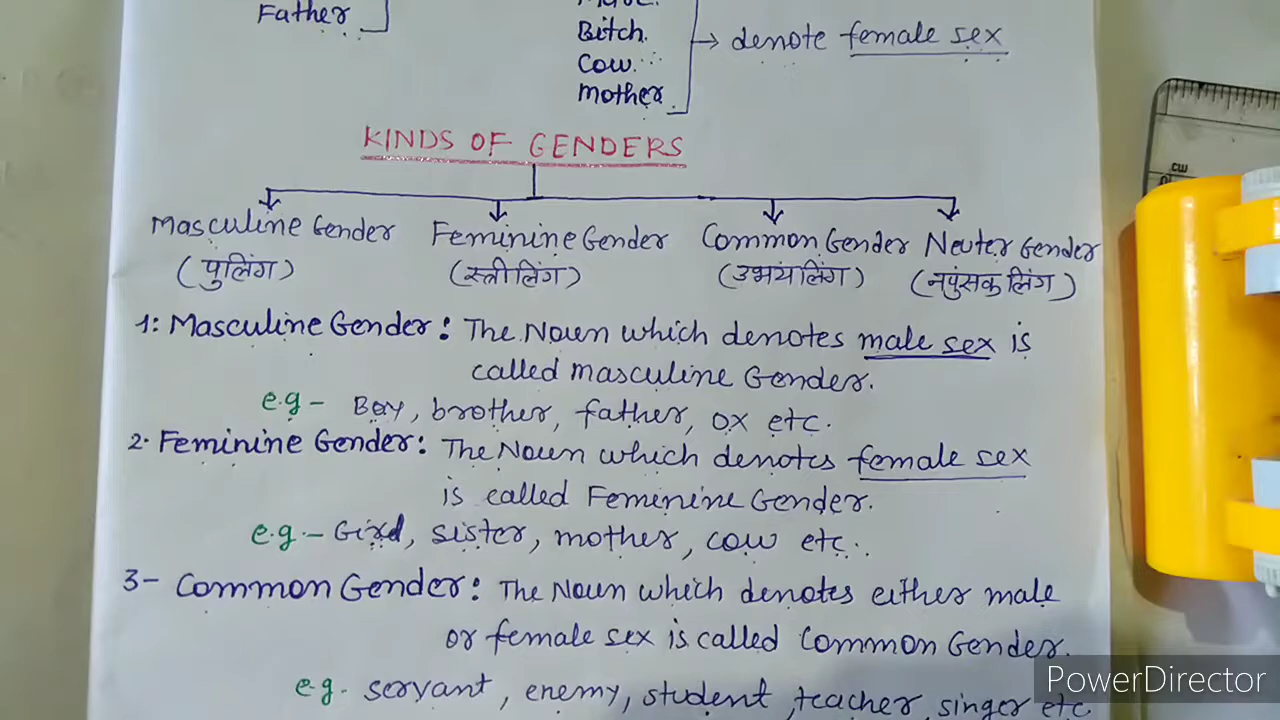 Father
Bitch.
Cow.
Mother
→ denote female sex
KINDS OF GENDERS
Masculine Gender Feminine Gender Common Gender Neuter Gender
(पुलिंग) (स्त्रीलिंग) (उभयलिंग) (नपुंसक लिंग)
1: Masculine Gender: The Noun which denotes male sex is
called masculine Gender.
e.g - Boy, brother, father, ox etc.
2. Feminine Gender: The Noun which denotes female sex
is called Feminine Gender.
e.g. - Girl, sister, mother, cow etc.
3- Common Gender: The Noun which denotes either male
or female sex is called Common Gender.
e.g. servant, enemy, student, teacher, singer etc
CW
PowerDirector